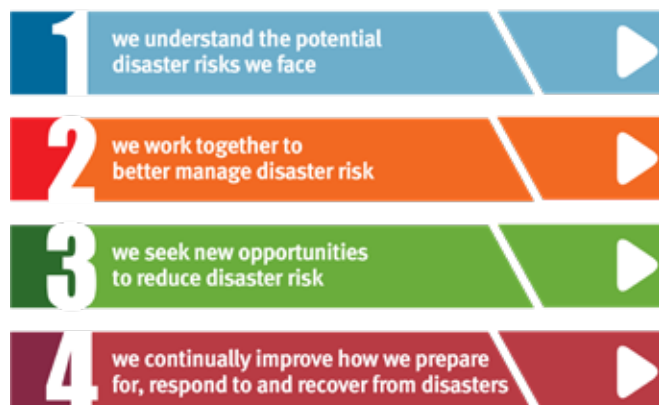 1
we understand the potential
disaster risks we face
2
we work together to
better manage disaster risk
3
we seek new opportunities
to reduce disaster risk
4
we continually improve how we prepare
for, respond to and recover from disasters